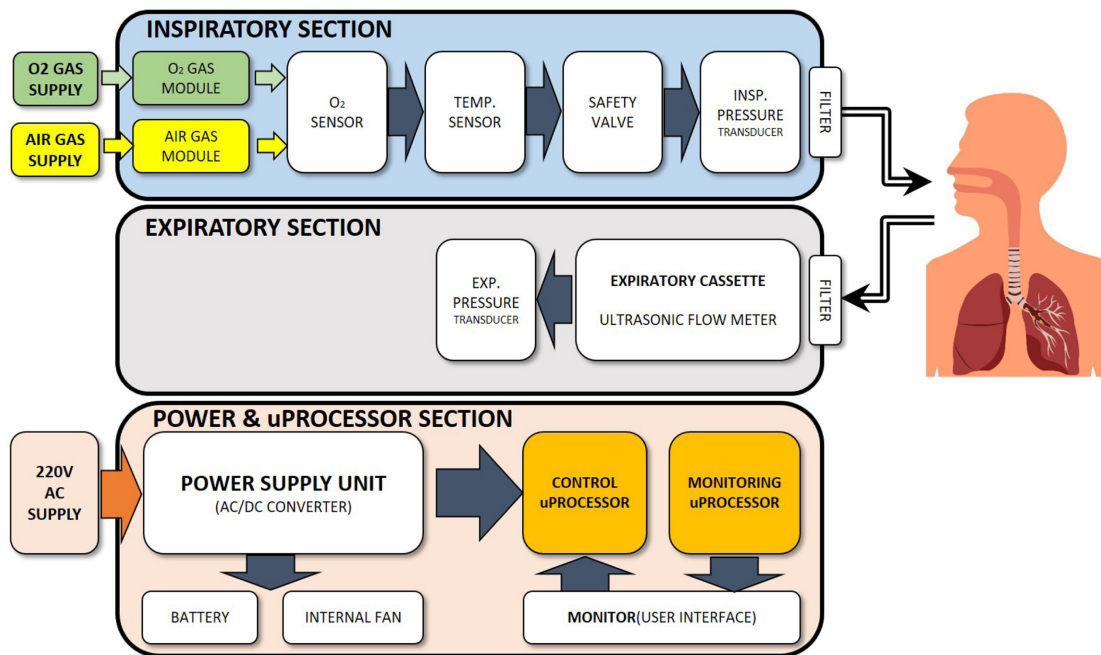 INSPIRATORY SECTION
O2 GAS
SUPPLY
O₂ GAS
MODULE
AIR GAS
SUPPLY
AIR GAS
MODULE
O₂
SENSOR
TEMP.
SENSOR
SAFETY
VALVE
INSP.
PRESSURE
TRANSDUCER
FILTER
EXPIRATORY SECTION
EXP.
PRESSURE
TRANSDUCER
EXPIRATORY CASSETTE
ULTRASONIC FLOW METER
FILTER
POWER & uPROCESSOR SECTION
220V
AC
SUPPLY
POWER SUPPLY UNIT
(AC/DC CONVERTER)
CONTROL
uPROCESSOR
MONITORING
uPROCESSOR
BATTERY
INTERNAL FAN
MONITOR(USER INTERFACE)